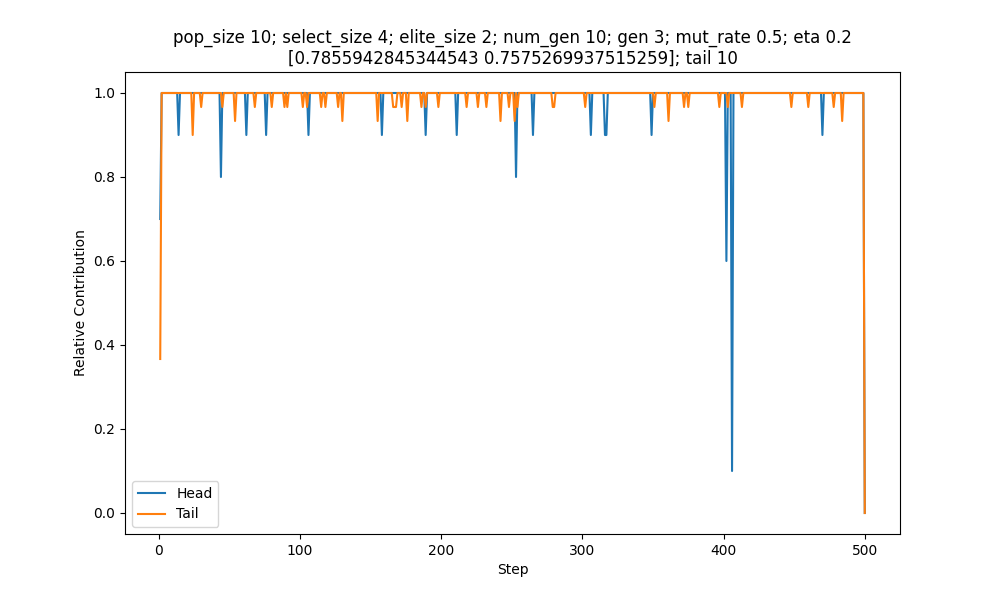 pop_size 10; select_size 4; elite_size 2; num_gen 10; gen 3; mut_rate 0.5; eta 0.2
[0.7855942845344543 0.7575269937515259]; tail 10
1.0
0.8
0.6
0.4
0.2
0.0
Relative Contribution
Head
Tail
0
100
200
300
400
500
Step